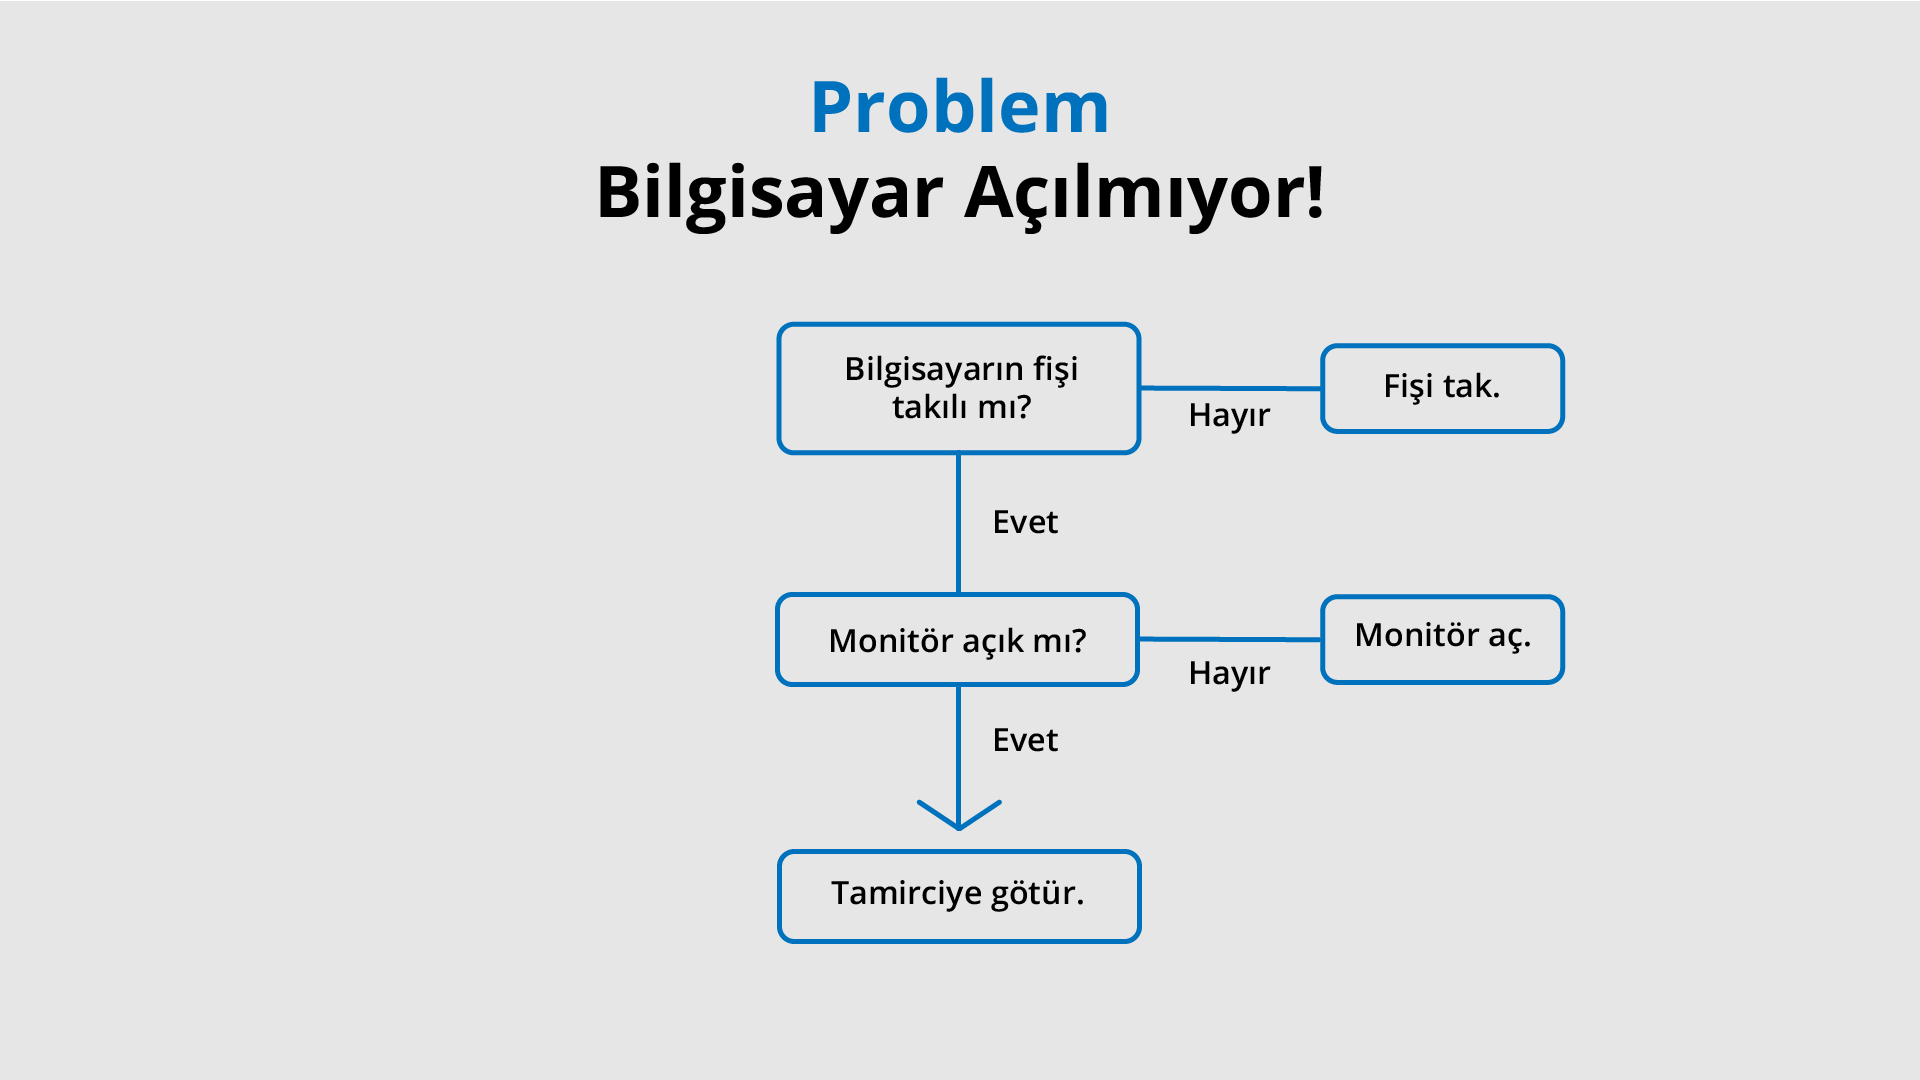 Problem
Bilgisayar Açılmıyor!
Bilgisayarın fişi
takılı mı?
Hayır
Fişi tak.
Evet
Monitör açık mı?
Hayır
Monitör aç.
Evet
Tamirciye götür.